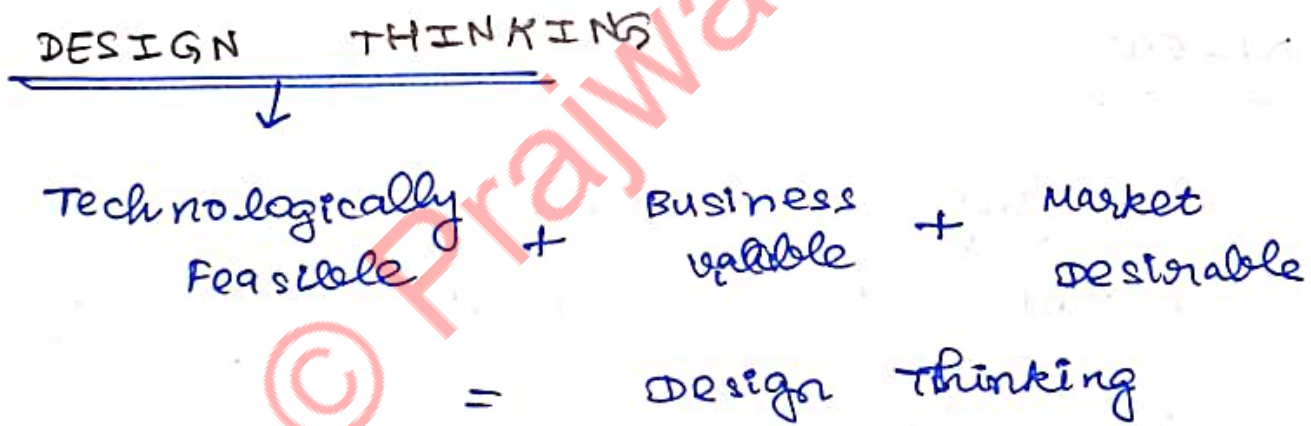 DESIGN THINKING
Technologically + Business + Market
Feasible viable Desirable
= Design Thinking
© Prajwa